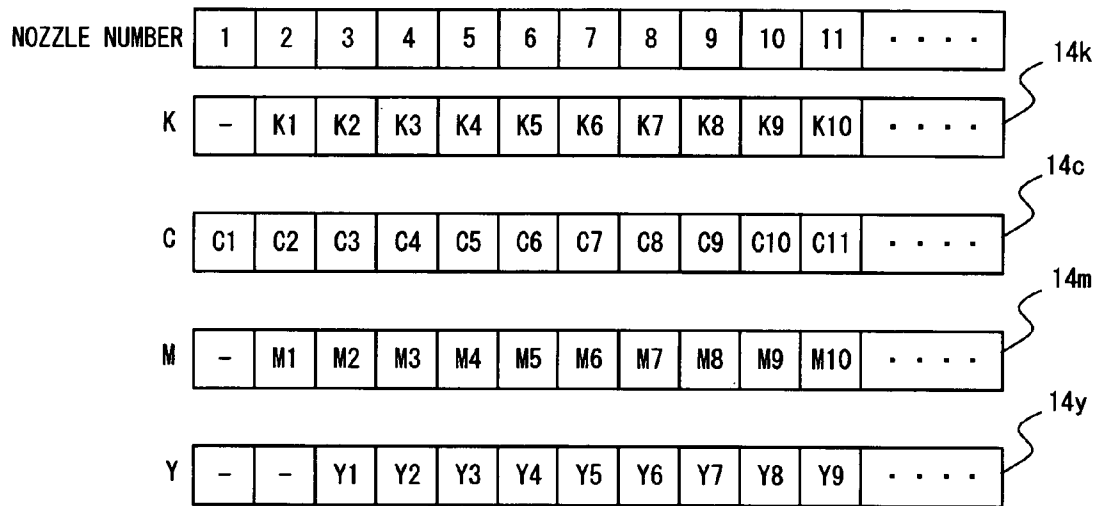 NOZZLE NUMBER 1 2 3 4 5 6 7 8 9 10 11 ····
14k
K - K1 K2 K3 K4 K5 K6 K7 K8 K9 K10 ····
14c
C C1 C2 C3 C4 C5 C6 C7 C8 C9 C10 C11 ····
14m
M - M1 M2 M3 M4 M5 M6 M7 M8 M9 M10 ····
14y
Y - - Y1 Y2 Y3 Y4 Y5 Y6 Y7 Y8 Y9 ····